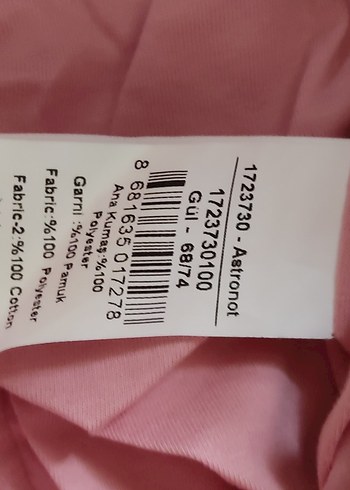 1723730 - Astronot
1723730100
Gül - 68/74
8 681635 017278
Ana Kumaş:%100
Polyester
Garni :%100 Pamuk
Fabric:%100 Polyester
Fabric-2:%100 Cotton